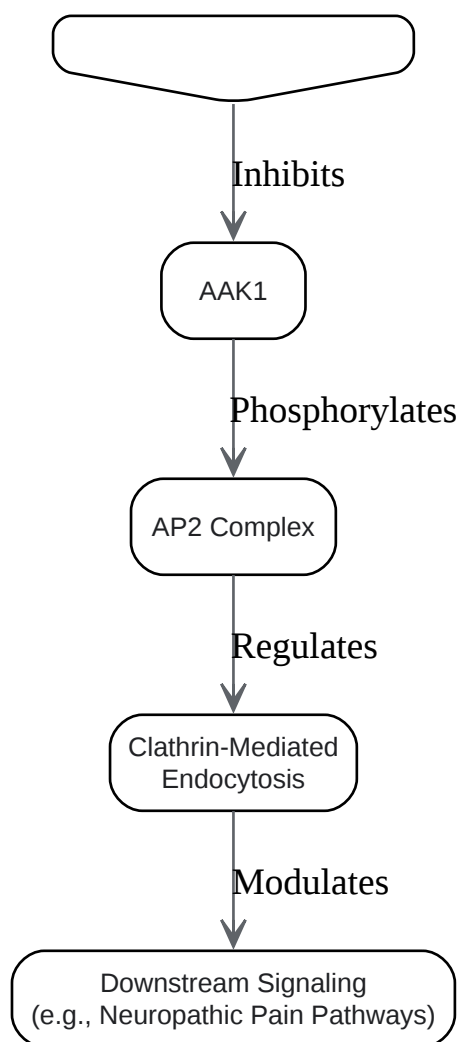 Inhibits
AAK1
Phosphorylates
AP2 Complex
Regulates
Clathrin-Mediated
Endocytosis
Modulates
Downstream Signaling
(e.g., Neuropathic Pain Pathways)